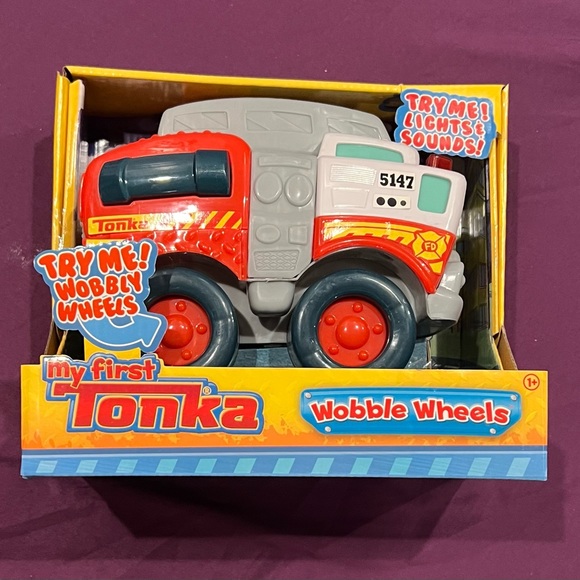 TRY ME!
LIGHTS &
SOUNDS!
5147
Tonka
FD
TRY ME!
WOBBLY
WHEELS
my first
Tonka®
Wobble Wheels
1+